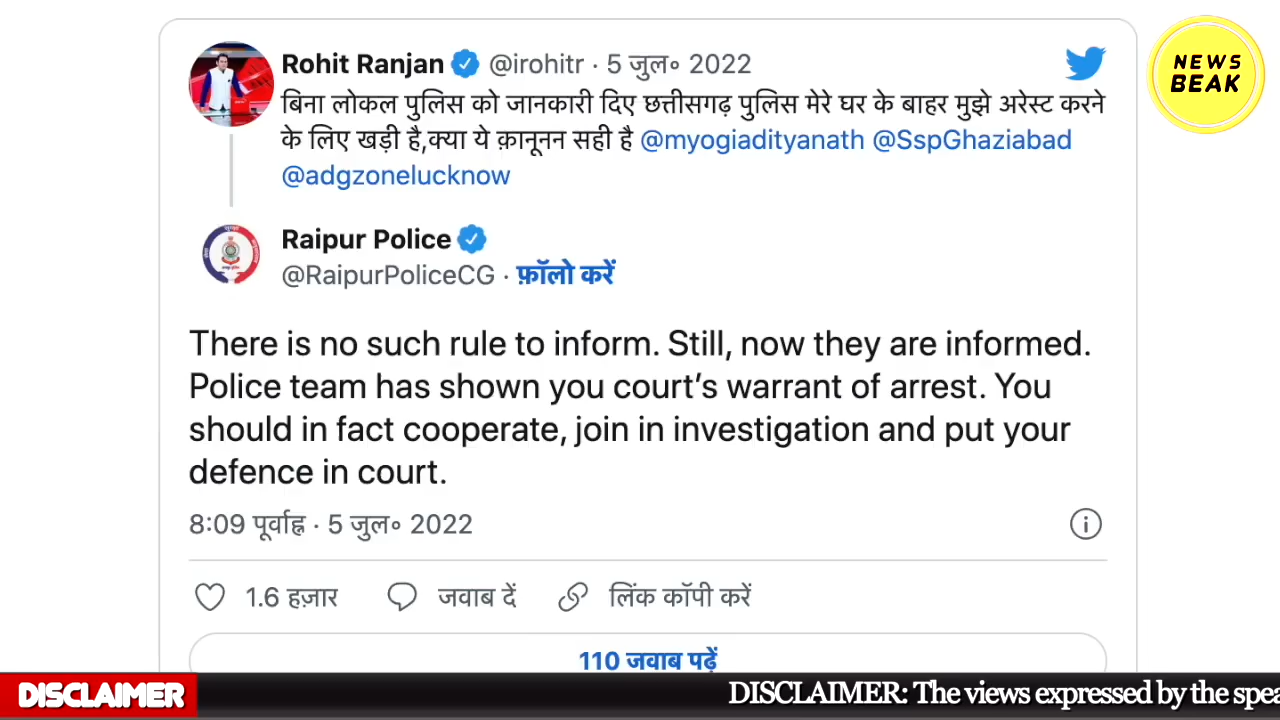 Rohit Ranjan @irohitr · 5 जुल॰ 2022
बिना लोकल पुलिस को जानकारी दिए छत्तीसगढ़ पुलिस मेरे घर के बाहर मुझे अरेस्ट करने
के लिए खड़ी है,क्या ये क़ानूनन सही है @myogiadityanath @SspGhaziabad
@adgzonelucknow
NEWS
BEAK
Raipur Police
@RaipurPoliceCG · फ़ॉलो करें
There is no such rule to inform. Still, now they are informed.
Police team has shown you court's warrant of arrest. You
should in fact cooperate, join in investigation and put your
defence in court.
8:09 पूर्वाह्न · 5 जुल॰ 2022
1.6 हज़ार जवाब दें लिंक कॉपी करें
110 जवाब पढ़ें
DISCLAIMER DISCLAIMER: The views expressed by the spea